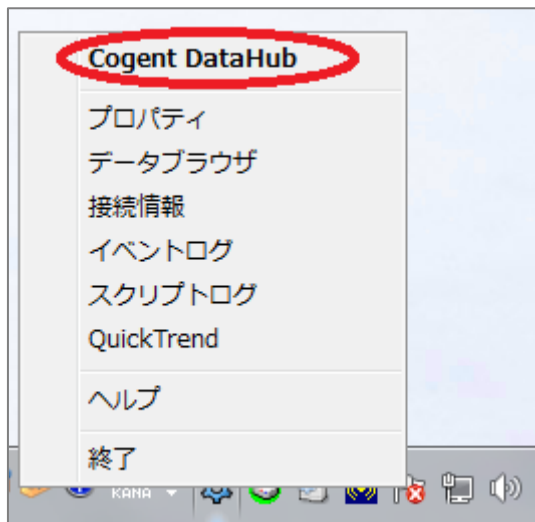 Cogent DataHub
プロパティ
データブラウザ
接続情報
イベントログ
スクリプトログ
QuickTrend
ヘルプ
終了
KANA